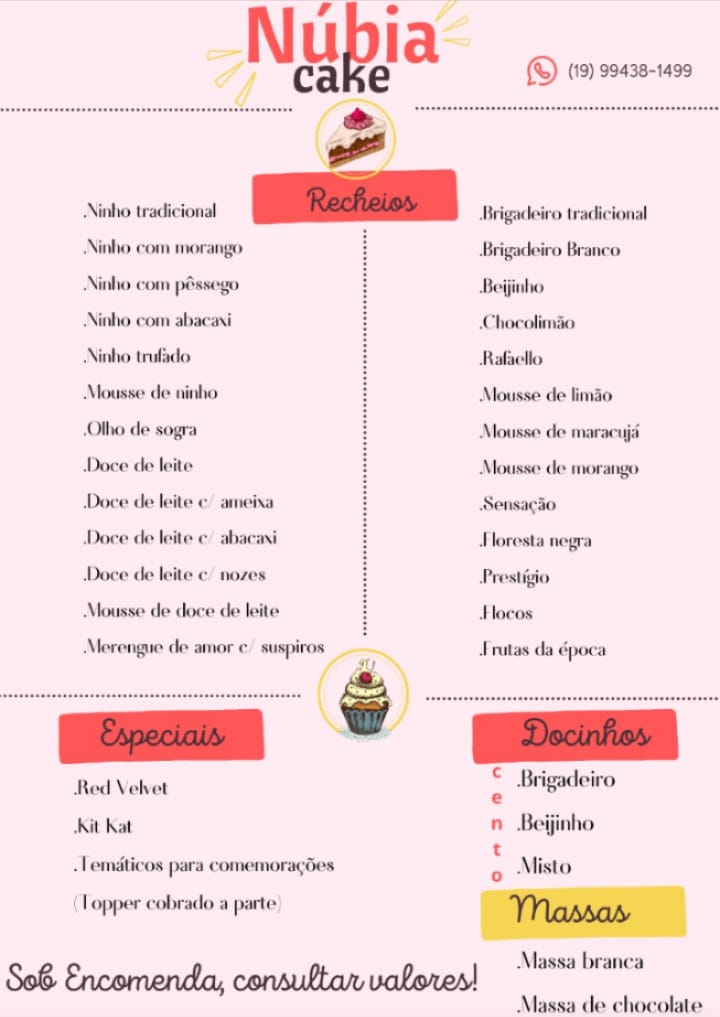 Núbia
cake
(19) 99438-1499
Recheios
.Ninho tradicional
.Ninho com morango
.Ninho com pêssego
.Ninho com abacaxi
.Ninho trufado
.Mousse de ninho
.Olho de sogra
.Doce de leite
.Doce de leite c/ ameixa
.Doce de leite c/ abacaxi
.Doce de leite c/ nozes
.Mousse de doce de leite
.Merengue de amor c/ suspiros
.Brigadeiro tradicional
.Brigadeiro Branco
.Beijinho
.Chocolimão
.Rafaello
.Mousse de limão
.Mousse de maracujá
.Mousse de morango
.Sensação
.Floresta negra
.Prestígio
.Flocos
.Frutas da época
Especiais
.Red Velvet
.Kit Kat
.Temáticos para comemorações
(Topper cobrado a parte)
Docinhos
cento
.Brigadeiro
.Beijinho
.Misto
Massas
.Massa branca
.Massa de chocolate
Sob Encomenda, consultar valores!